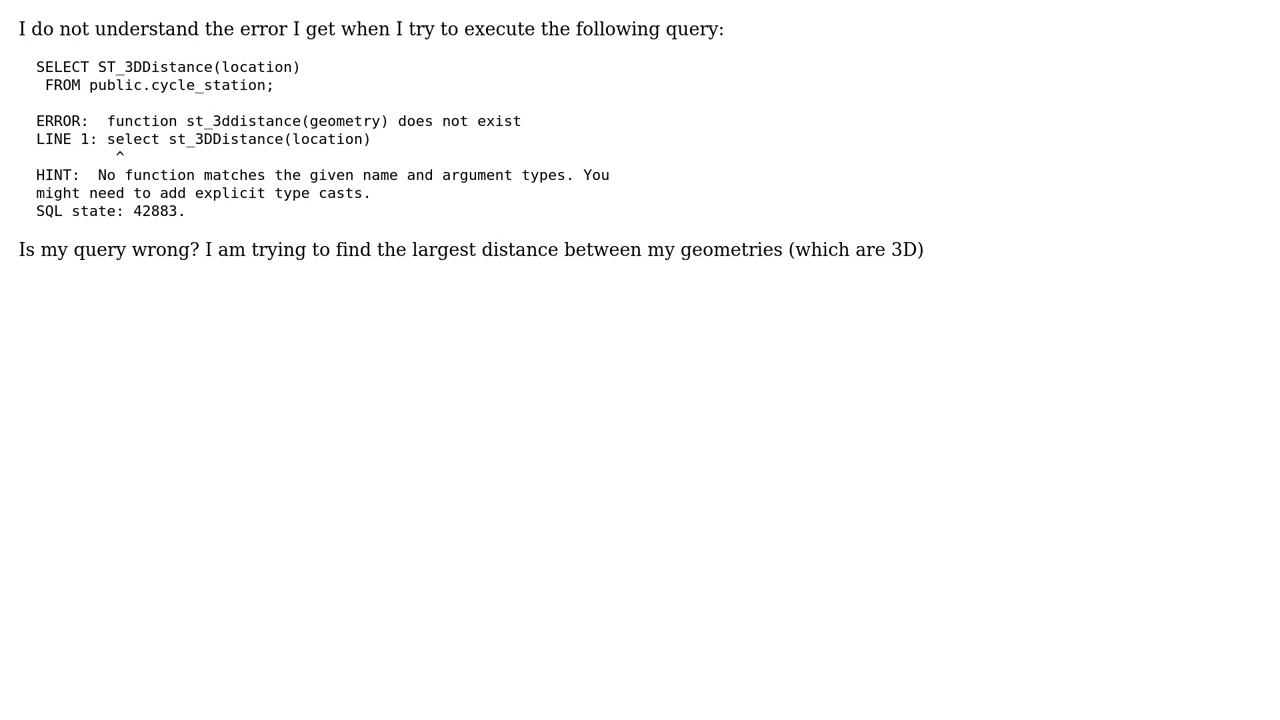 I do not understand the error I get when I try to execute the following query:
SELECT ST_3DDistance(location)
FROM public.cycle_station;
ERROR:  function st_3ddistance(geometry) does not exist
LINE 1: select st_3DDistance(location)
^
HINT:  No function matches the given name and argument types. You
might need to add explicit type casts.
SQL state: 42883.
Is my query wrong? I am trying to find the largest distance between my geometries (which are 3D)